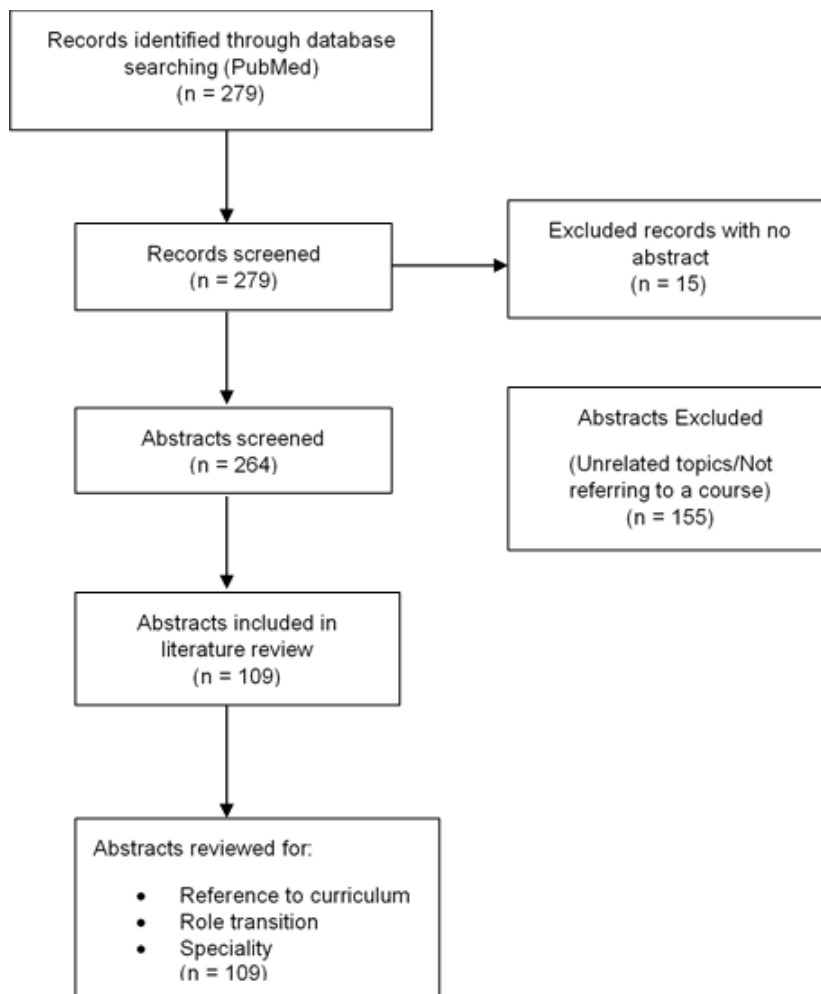 Records identified through database
searching (PubMed)
(n = 279)
Records screened
(n = 279)
Excluded records with no
abstract
(n = 15)
Abstracts screened
(n = 264)
Abstracts Excluded
(Unrelated topics/Not
referring to a course)
(n = 155)
Abstracts included in
literature review
(n = 109)
Abstracts reviewed for:
• Reference to curriculum
• Role transition
• Speciality
(n = 109)